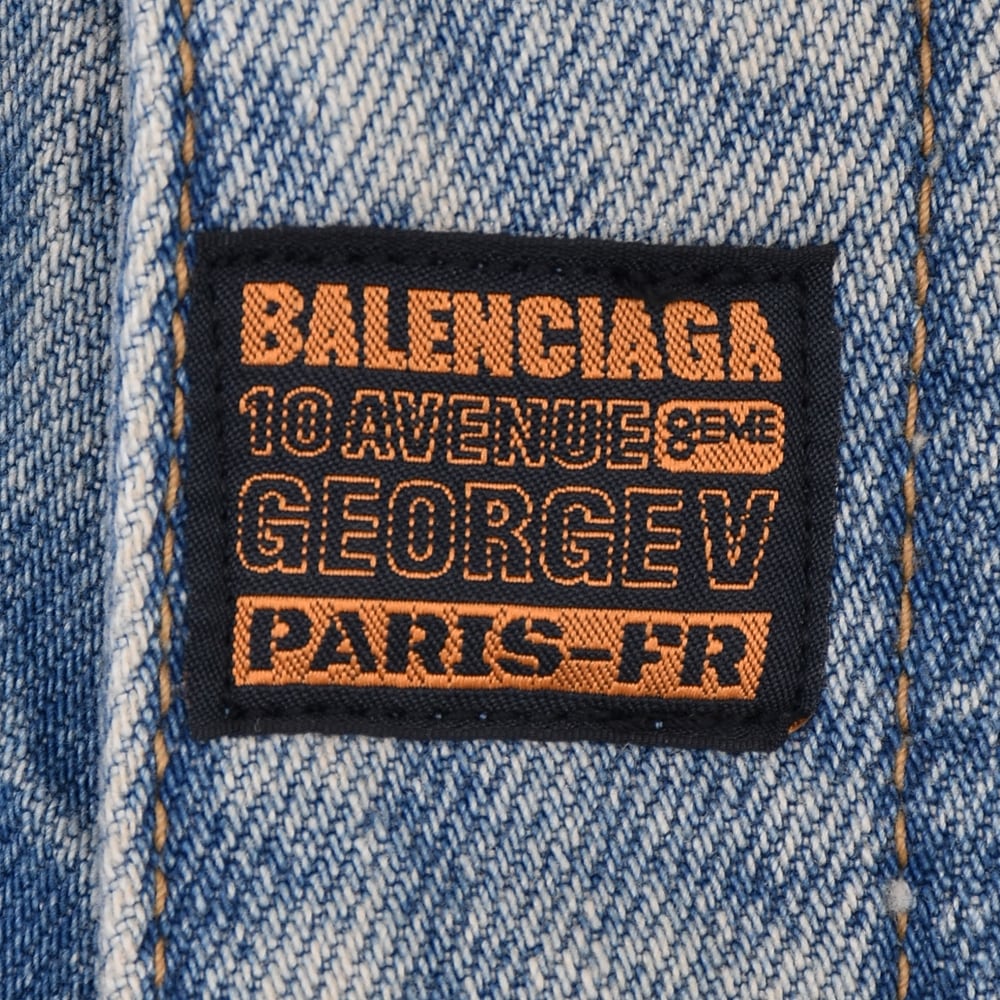 BALENCIAGA
10 AVENUE 8EME
GEORGE V
PARIS-FR